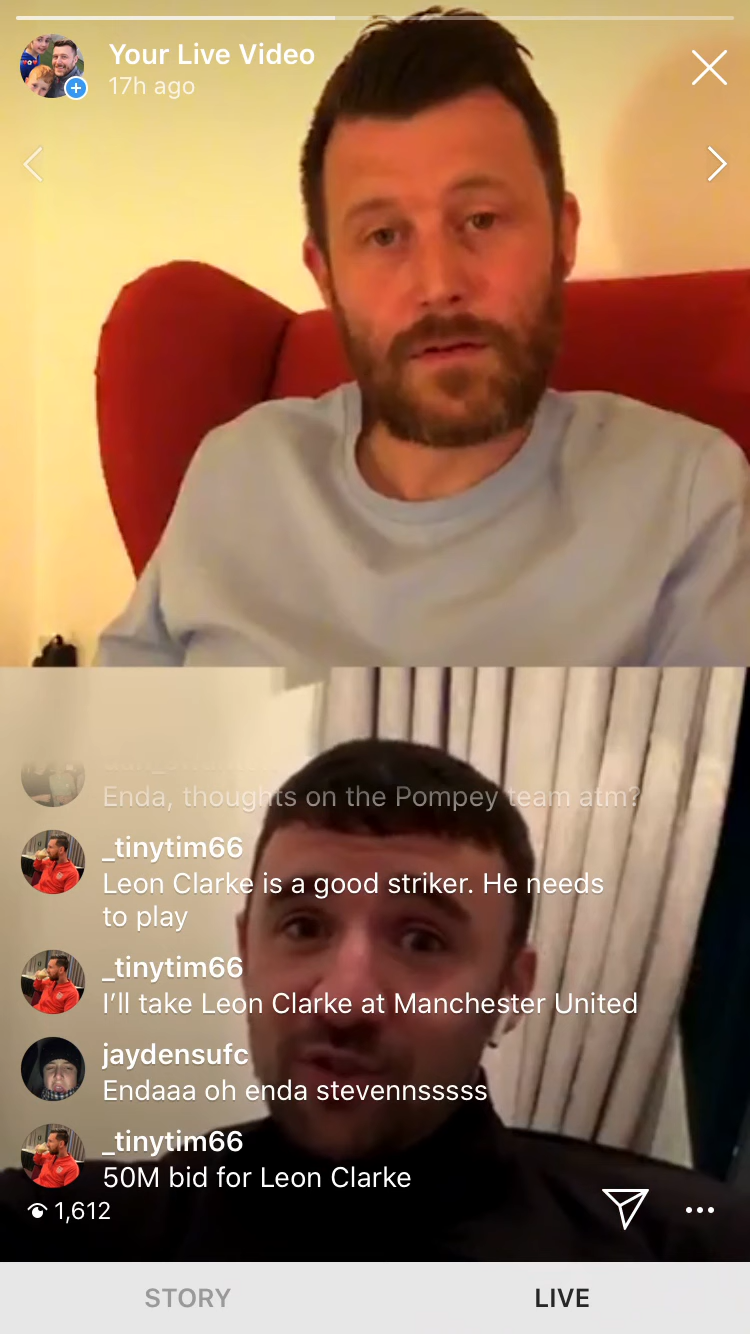 Your Live Video
17h ago
Enda, thoughts on the Pompey team atm?
_tinytim66
Leon Clarke is a good striker. He needs
to play
_tinytim66
I'll take Leon Clarke at Manchester United
jaydensufc
Endaaa oh enda stevennsssss
_tinytim66
50M bid for Leon Clarke
1,612
STORY
LIVE